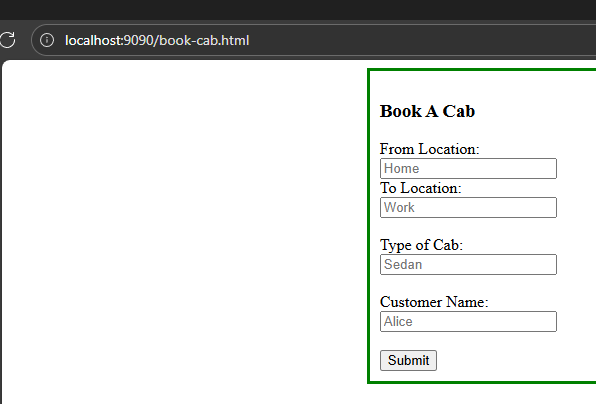 localhost:9090/book-cab.html
Book A Cab
From Location:
Home
To Location:
Work
Type of Cab:
Sedan
Customer Name:
Alice
Submit